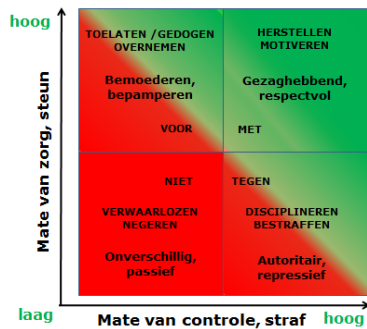 hoog
Mate van zorg, steun
TOELATEN /GEDOGEN
OVERNEMEN
Bemoederen,
bepamperen
VOOR
HERSTELLEN
MOTIVEREN
Gezaghebbend,
respectvol
MET
NIET
VERWAARLOZEN
NEGEREN
Onverschillig,
passief
TEGEN
DISCIPLINEREN
BESTRAFFEN
Autoritair,
repressief
laag
Mate van controle, straf
hoog